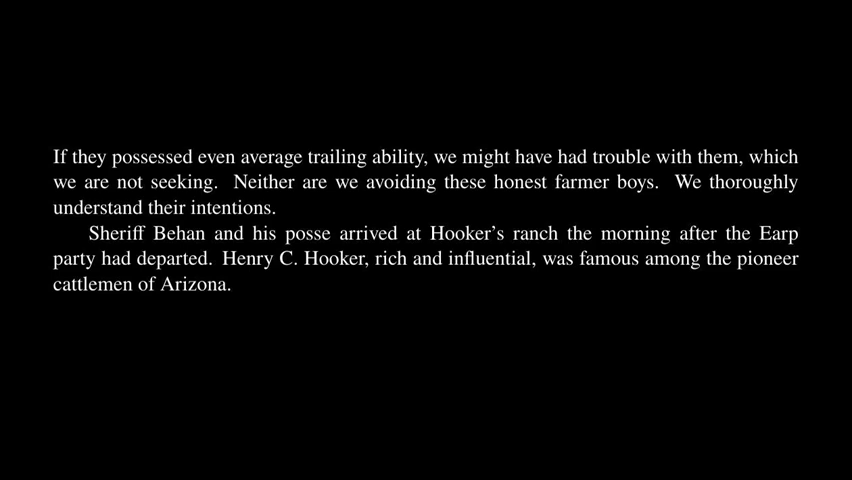 If they possessed even average trailing ability, we might have had trouble with them, which
we are not seeking. Neither are we avoiding these honest farmer boys. We thoroughly
understand their intentions.
Sheriff Behan and his posse arrived at Hooker's ranch the morning after the Earp
party had departed. Henry C. Hooker, rich and influential, was famous among the pioneer
cattlemen of Arizona.